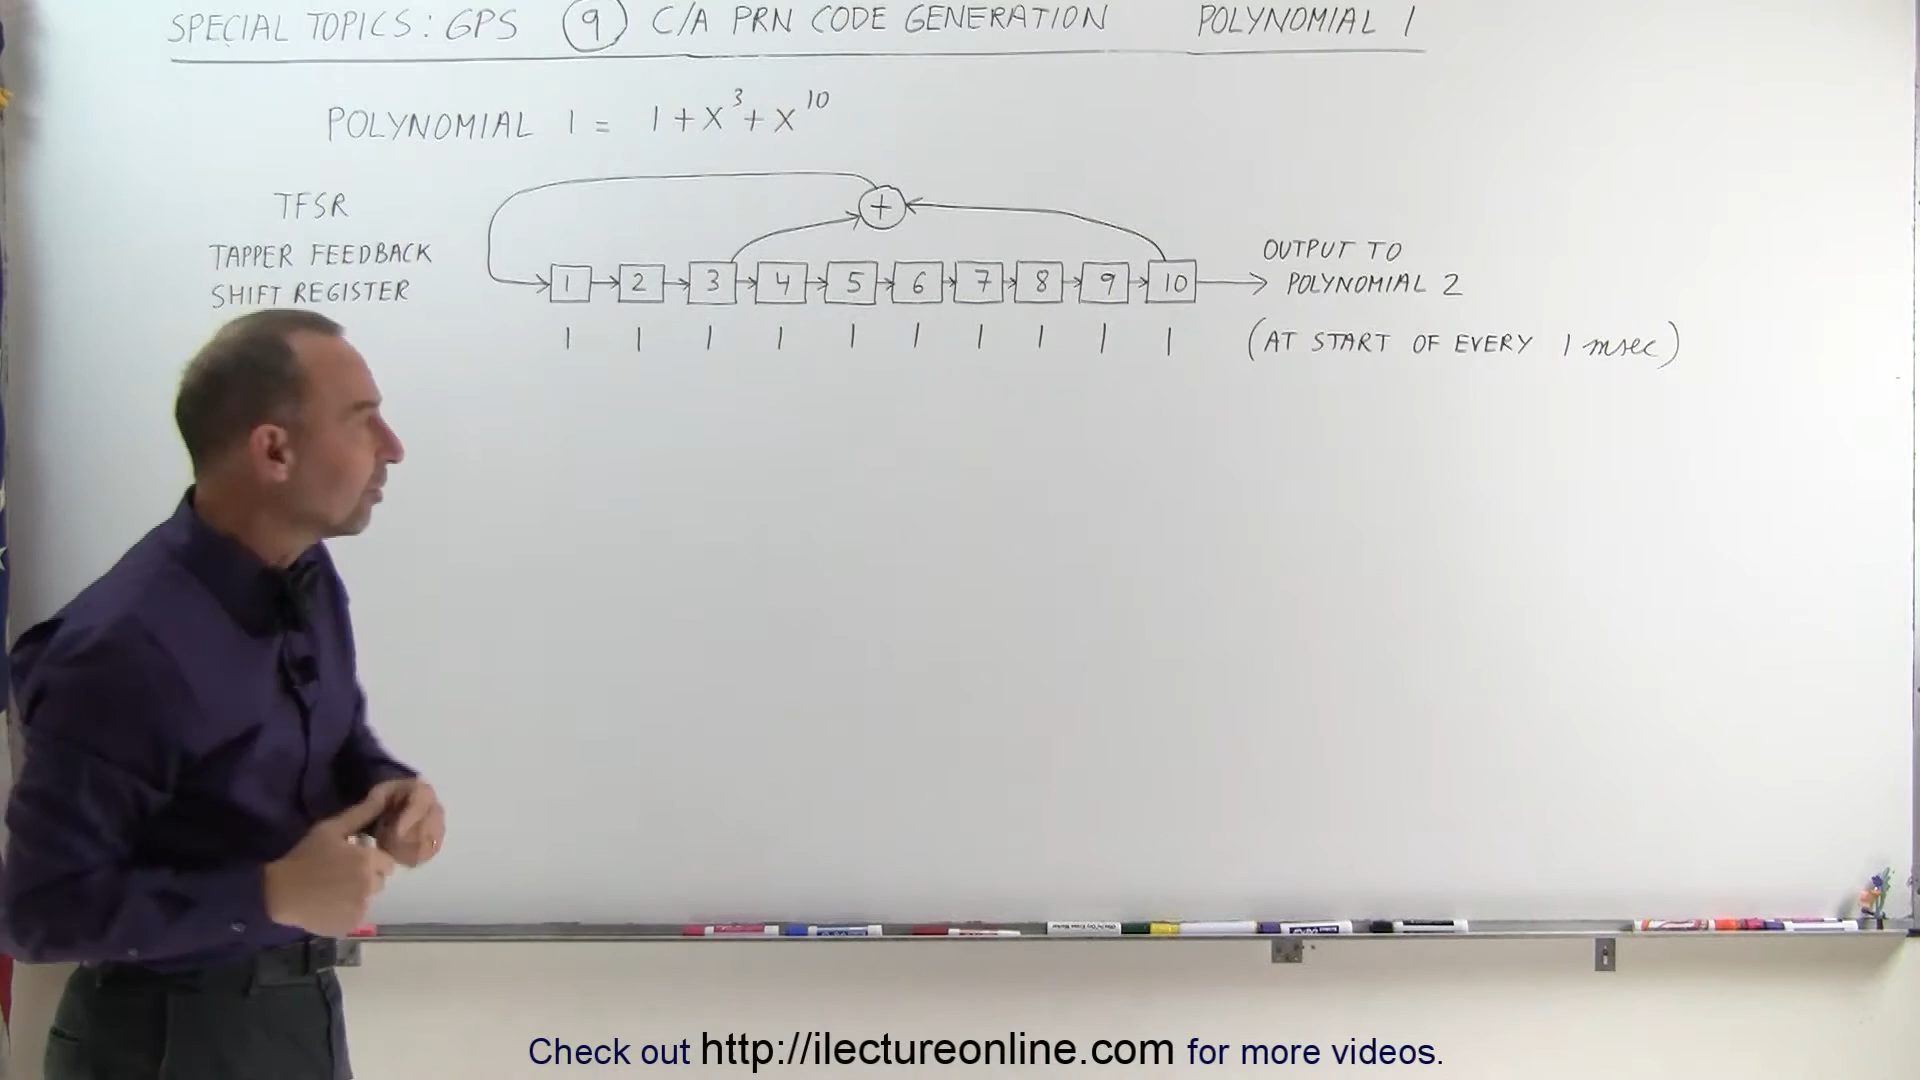 SPECIAL TOPICS: GPS 9 C/A PRN CODE GENERATION POLYNOMIAL 1
POLYNOMIAL 1 = 1 + X³ + X¹⁰
TFSR
TAPPER FEEDBACK
SHIFT REGISTER
+
1 2 3 4 5 6 7 8 9 10
1 1 1 1 1 1 1 1 1 1
OUTPUT TO
POLYNOMIAL 2
(AT START OF EVERY 1 msec)
Check out http://ilectureonline.com for more videos.